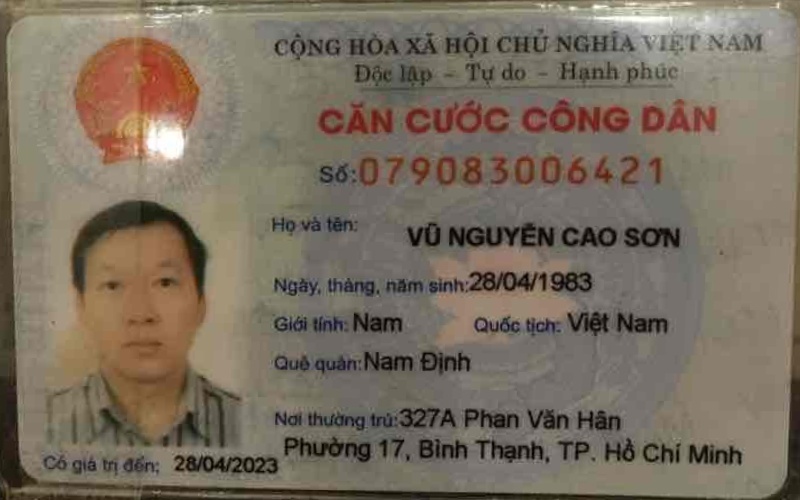 CỘNG HÒA XÃ HỘI CHỦ NGHĨA VIỆT NAM
Độc lập - Tự do - Hạnh phúc
CĂN CƯỚC CÔNG DÂN
Số: 079083006421
Họ và tên: VŨ NGUYỄN CAO SƠN
Ngày, tháng, năm sinh: 28/04/1983
Giới tính: Nam Quốc tịch: Việt Nam
Quê quán: Nam Định
Nơi thường trú: 327A Phan Văn Hân
Phường 17, Bình Thạnh, TP. Hồ Chí Minh
Có giá trị đến: 28/04/2023